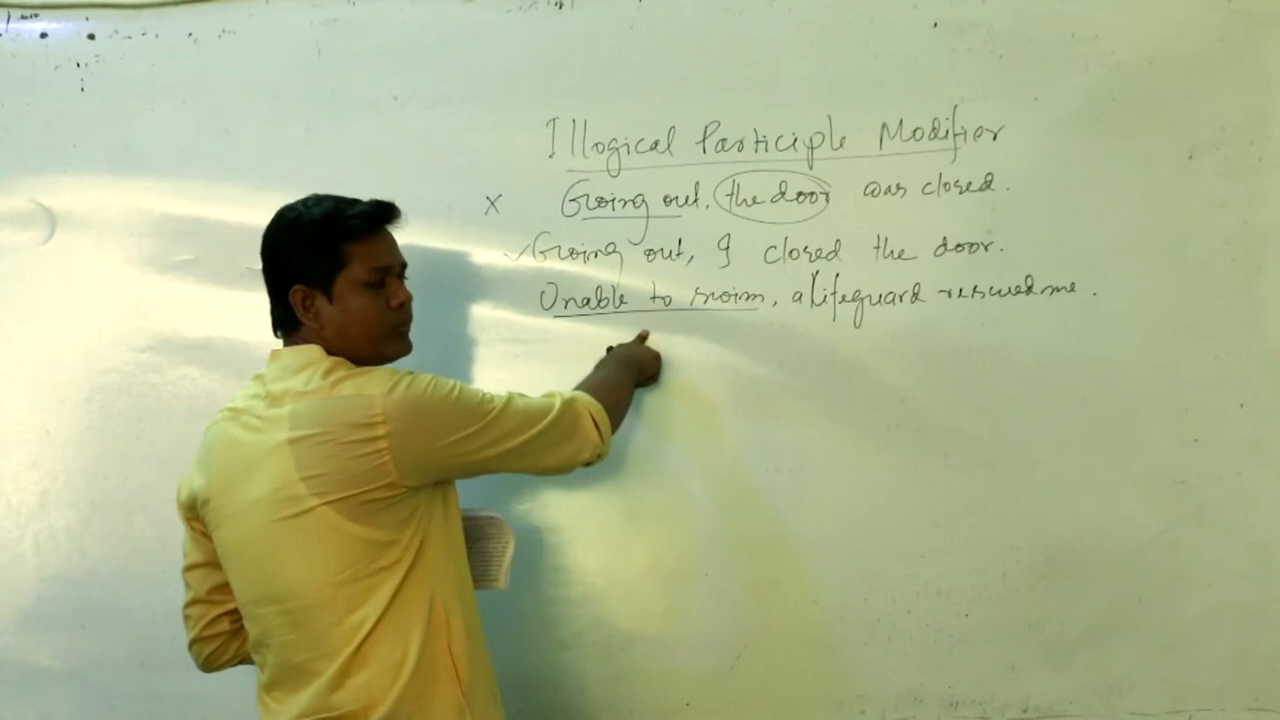 Illogical Participle Modifier
× Going out, the door was closed.
✓ Going out, I closed the door.
Unable to swim, a lifeguard rescued me.